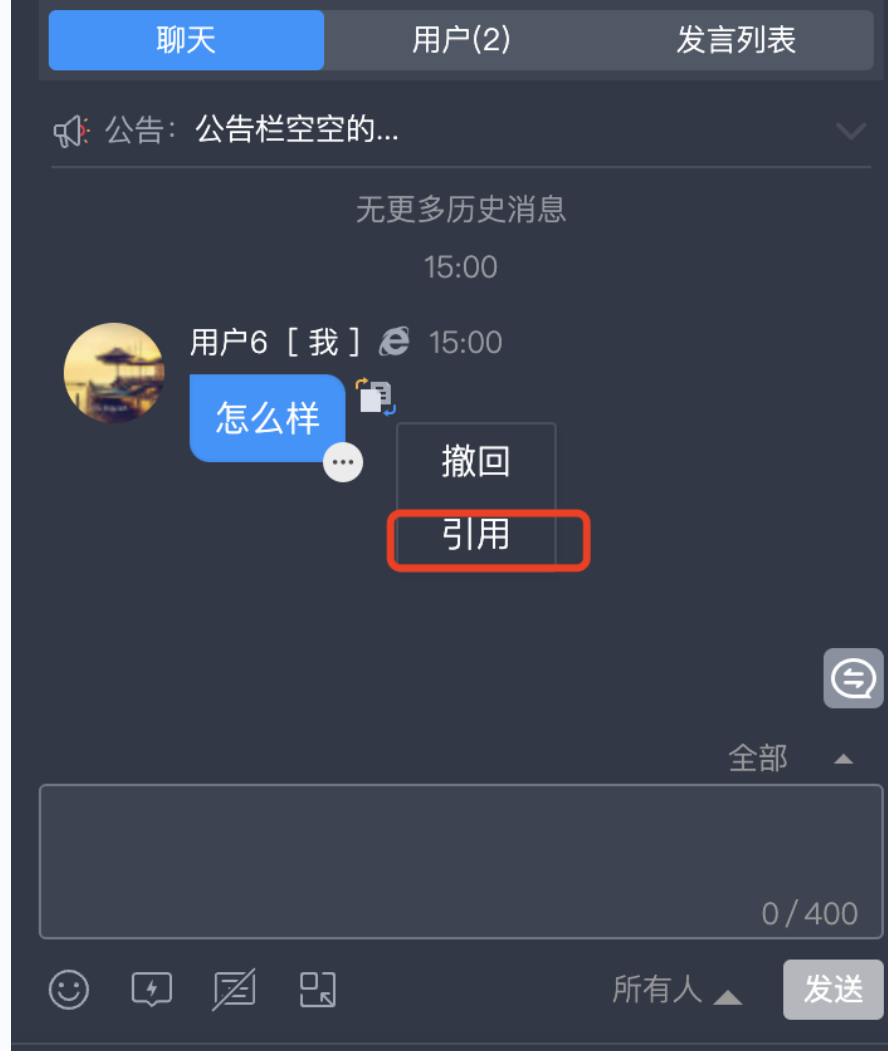 聊天 用户(2) 发言列表
公告： 公告栏空空的...
无更多历史消息
15:00
用户6 [ 我 ] 15:00
怎么样
撤回
引用
全部
0/400
所有人 发送